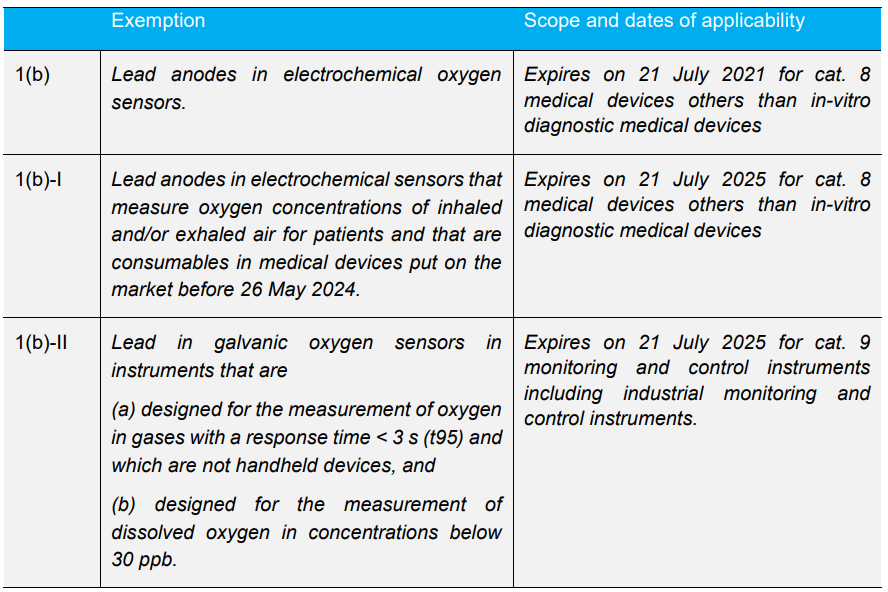 Exemption
Scope and dates of applicability
1(b)
Lead anodes in electrochemical oxygen
sensors.
Expires on 21 July 2021 for cat. 8
medical devices others than in-vitro
diagnostic medical devices
1(b)-I
Lead anodes in electrochemical sensors that
measure oxygen concentrations of inhaled
and/or exhaled air for patients and that are
consumables in medical devices put on the
market before 26 May 2024.
Expires on 21 July 2025 for cat. 8
medical devices others than in-vitro
diagnostic medical devices
1(b)-II
Lead in galvanic oxygen sensors in
instruments that are
(a) designed for the measurement of oxygen
in gases with a response time < 3 s (t95) and
which are not handheld devices, and
(b) designed for the measurement of
dissolved oxygen in concentrations below
30 ppb.
Expires on 21 July 2025 for cat. 9
monitoring and control instruments
including industrial monitoring and
control instruments.